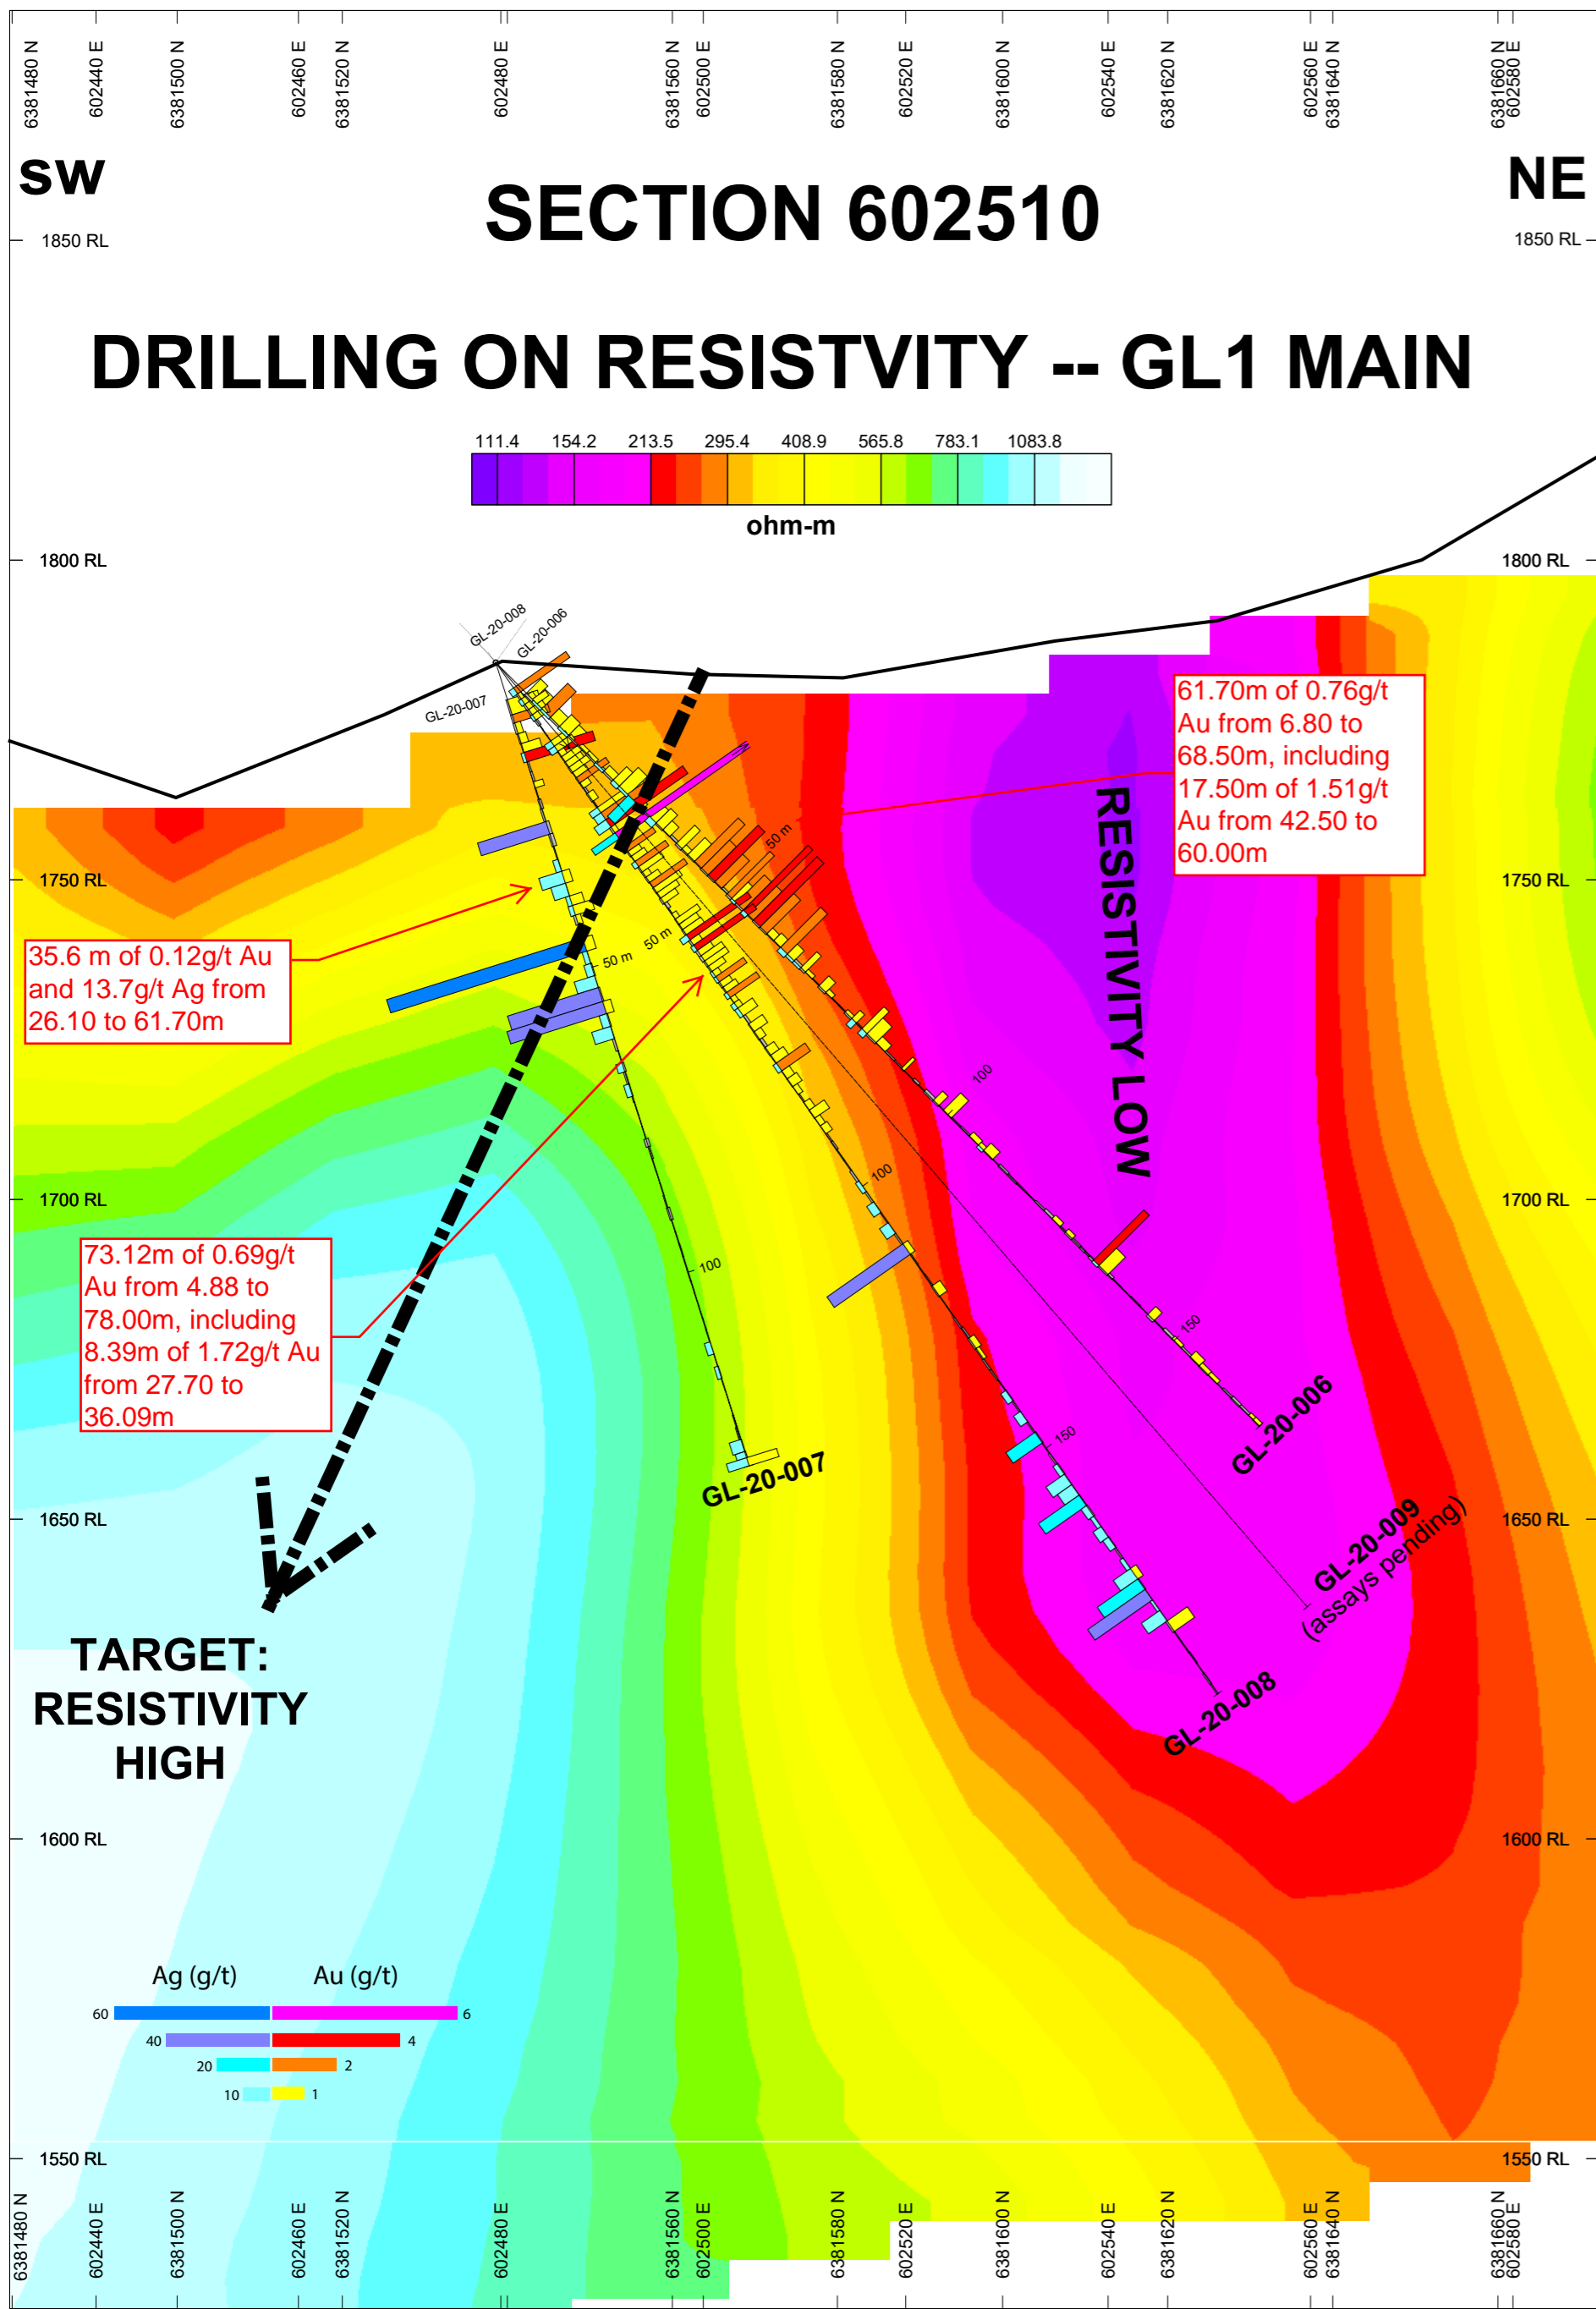 6381480 N
602440 E
6381500 N
602460 E
6381520 N
602480 E
6381560 N
602500 E
6381580 N
602520 E
6381600 N
602540 E
6381620 N
602560 E
6381640 N
6381660 N
602580 E
SW
NE
SECTION 602510
1850 RL
1850 RL
DRILLING ON RESISTVITY -- GL1 MAIN
111.4 154.2 213.5 295.4 408.9 565.8 783.1 1083.8
ohm-m
1800 RL
1800 RL
GL-20-008
GL-20-006
GL-20-007
61.70m of 0.76g/t
Au from 6.80 to
68.50m, including
17.50m of 1.51g/t
Au from 42.50 to
60.00m
RESISTIVITY LOW
50 m
1750 RL
1750 RL
35.6 m of 0.12g/t Au
and 13.7g/t Ag from
26.10 to 61.70m
50 m
50 m
100
100
1700 RL
1700 RL
73.12m of 0.69g/t
Au from 4.88 to
78.00m, including
8.39m of 1.72g/t Au
from 27.70 to
36.09m
100
150
150
GL-20-006
GL-20-007
1650 RL
1650 RL
GL-20-009
(assays pending)
GL-20-008
TARGET:
RESISTIVITY
HIGH
1600 RL
1600 RL
Ag (g/t) Au (g/t)
60 6
40 4
20 2
10 1
1550 RL
1550 RL
6381480 N
602440 E
6381500 N
602460 E
6381520 N
602480 E
6381560 N
602500 E
6381580 N
602520 E
6381600 N
602540 E
6381620 N
602560 E
6381640 N
6381660 N
602580 E